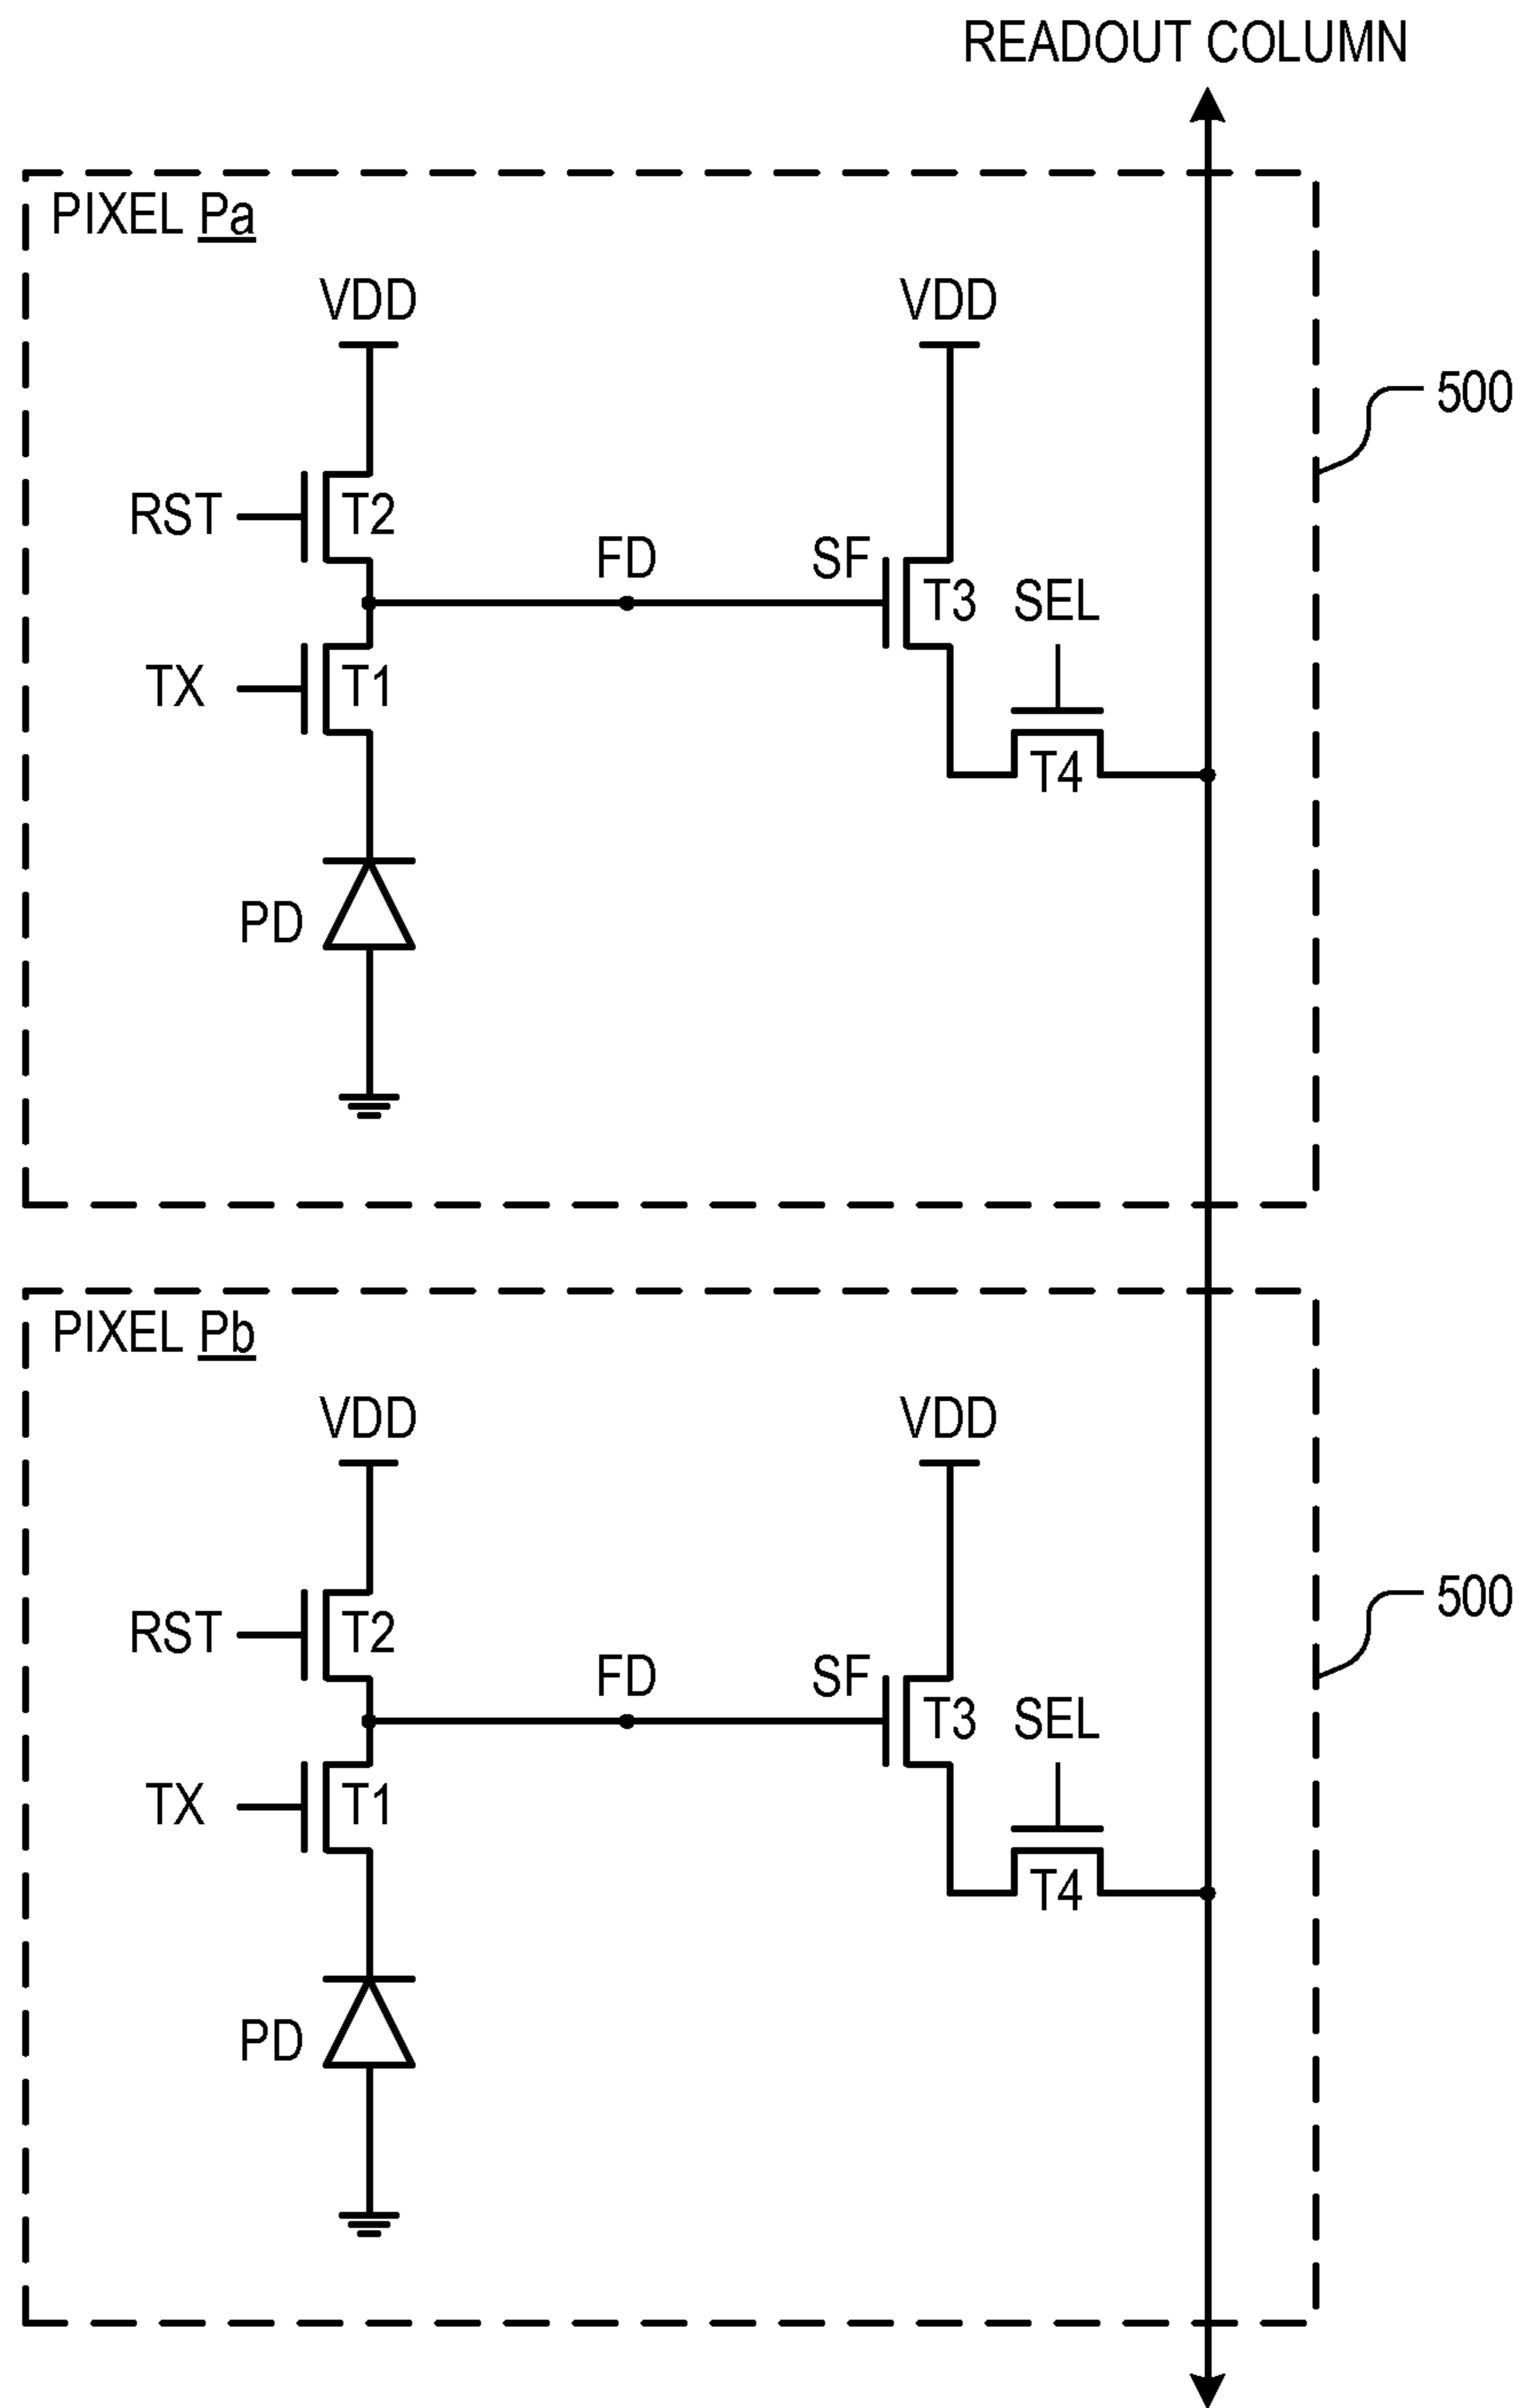 READOUT COLUMN
PIXEL Pa
VDD
VDD
500
RST
T2
FD
SF
T3
SEL
TX
T1
T4
PD
PIXEL Pb
VDD
VDD
500
RST
T2
FD
SF
T3
SEL
TX
T1
T4
PD